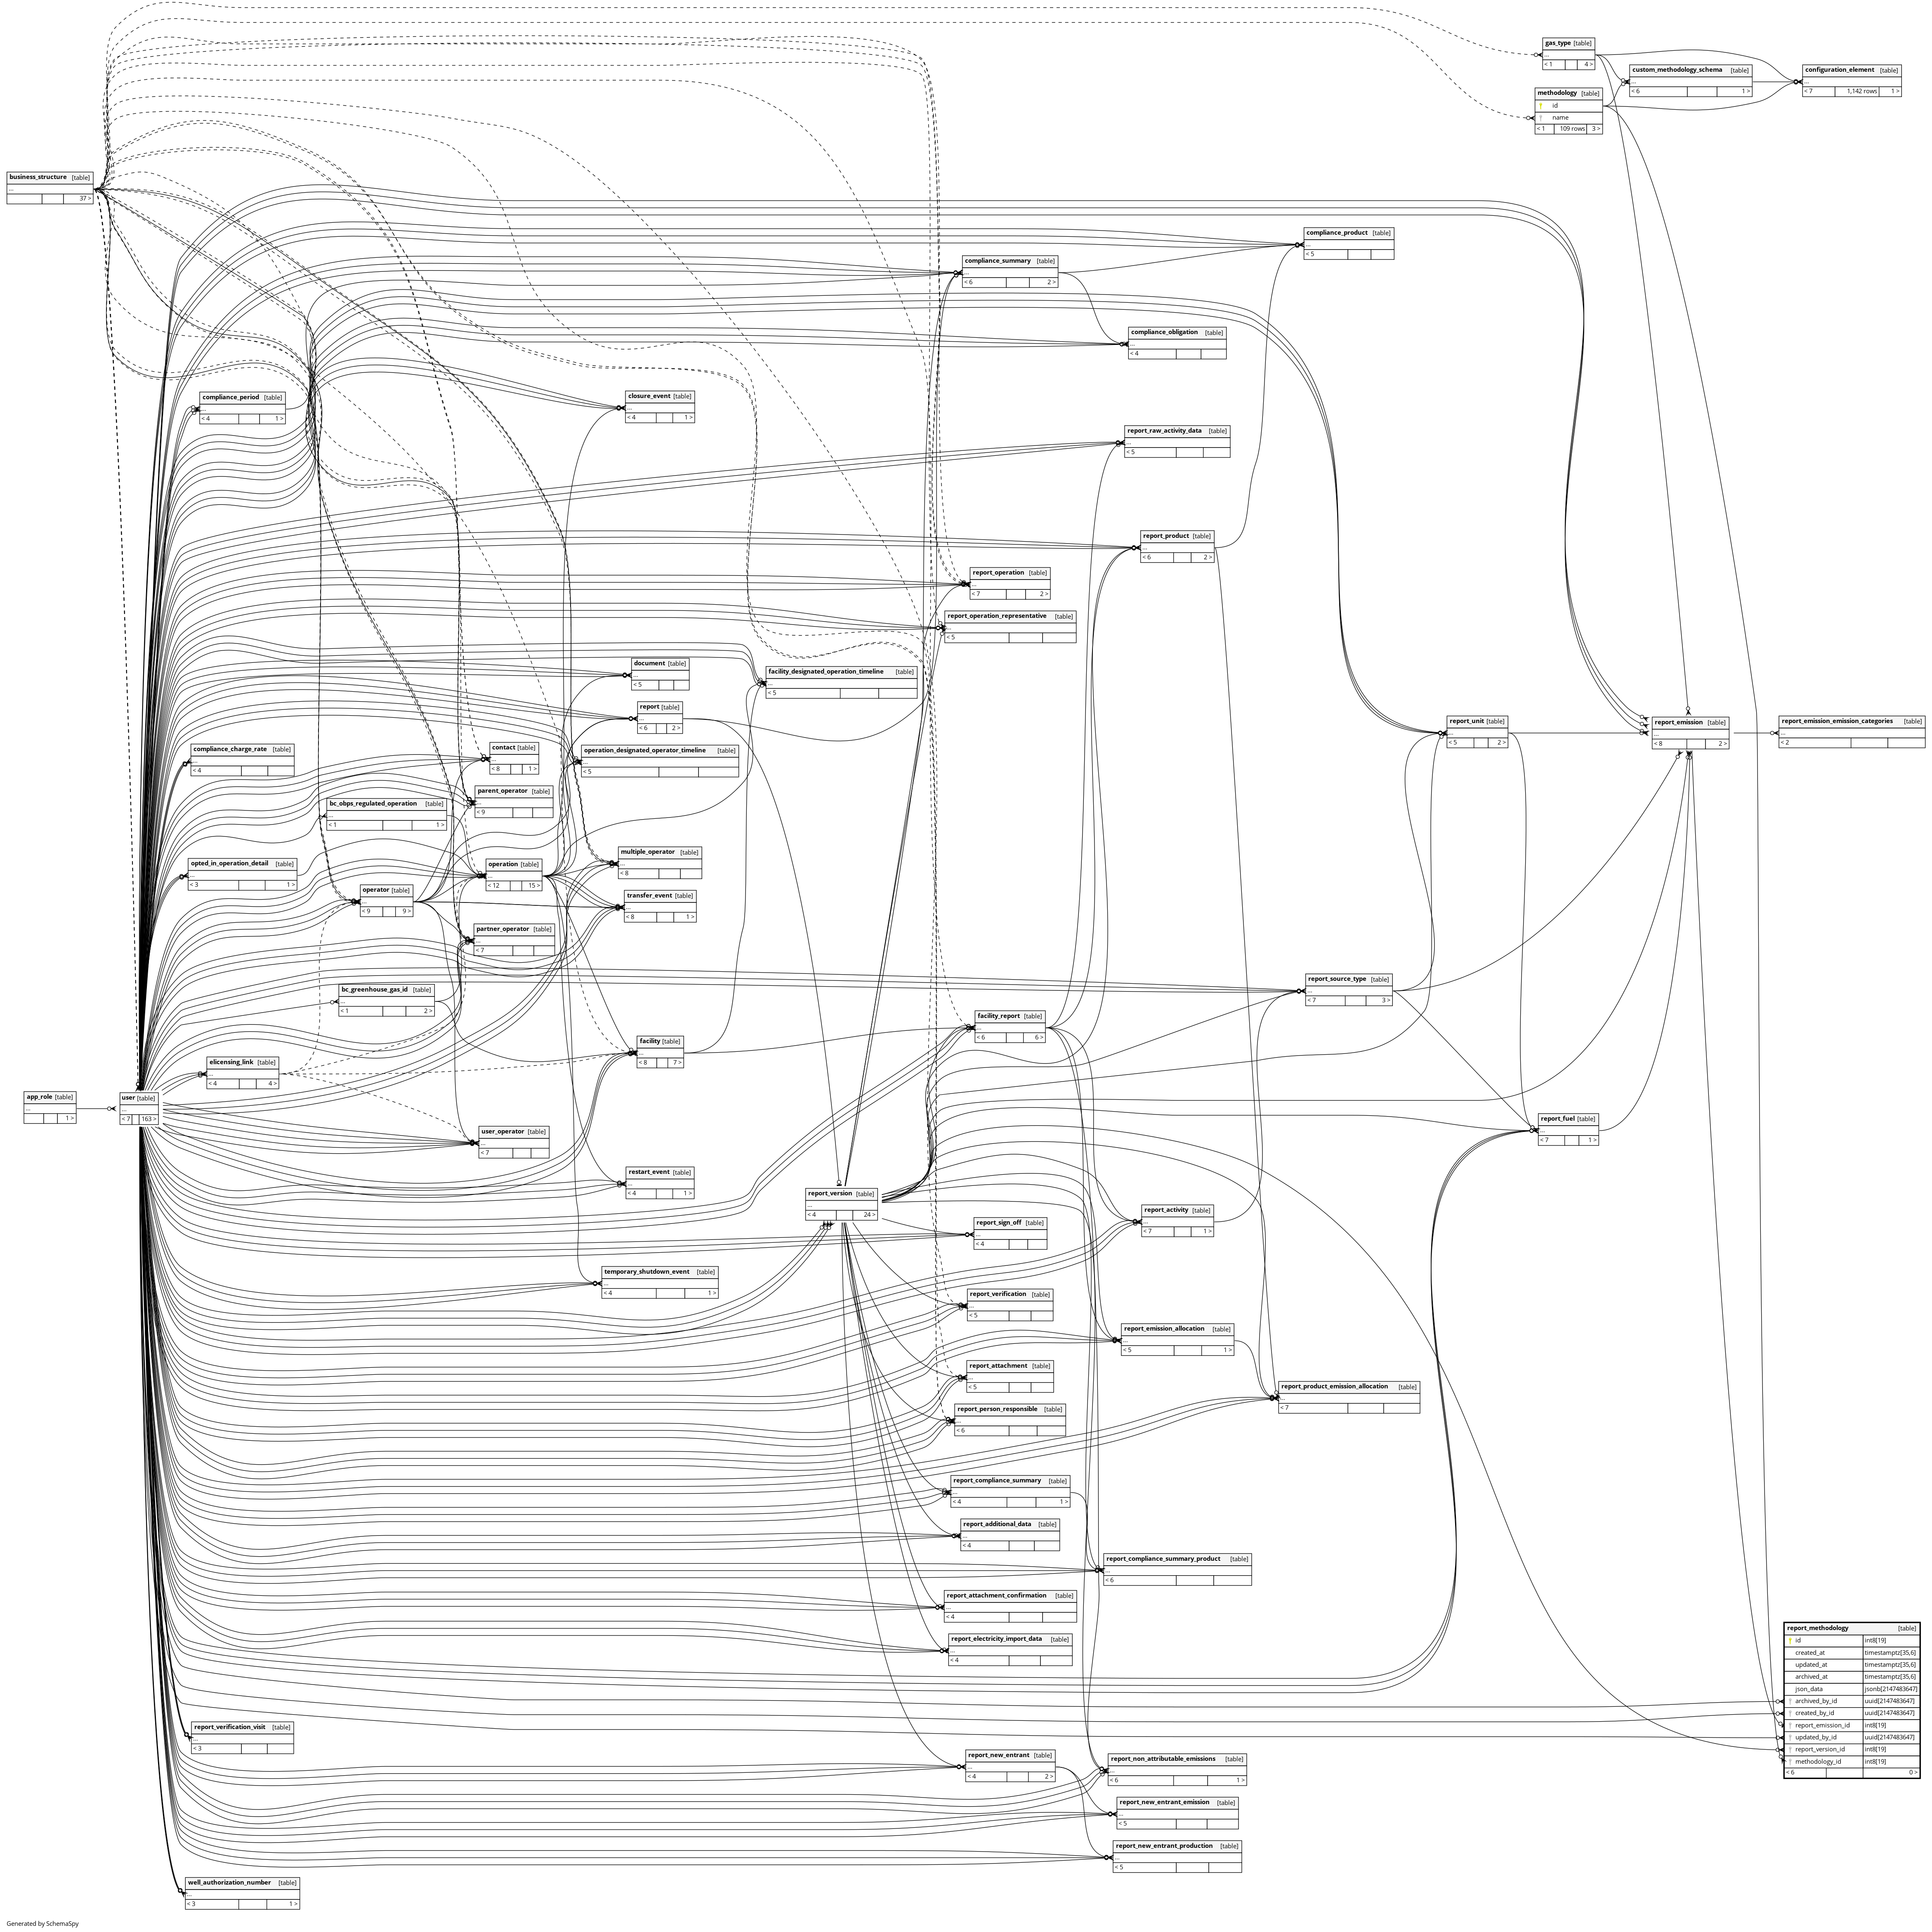 gas_type [table]
...
< 1 4 >
custom_methodology_schema [table]
...
< 6 1 >
configuration_element [table]
...
< 7 1,142 rows 1 >
methodology [table]
id
name
< 1 109 rows 3 >
business_structure [table]
...
37 >
compliance_product [table]
...
< 5
compliance_summary [table]
...
< 6 2 >
compliance_obligation [table]
...
< 4
compliance_period [table]
...
< 4 1 >
closure_event [table]
...
< 4 1 >
report_raw_activity_data [table]
...
< 5
report_product [table]
...
< 6 2 >
report_operation [table]
...
< 7 2 >
report_operation_representative [table]
...
< 5
document [table]
...
< 5
facility_designated_operation_timeline [table]
...
< 5
report [table]
...
< 6 2 >
report_unit [table]
...
< 5 2 >
report_emission [table]
...
< 8 2 >
report_emission_emission_categories [table]
...
< 2
compliance_charge_rate [table]
...
< 4
contact [table]
...
< 8 1 >
operation_designated_operator_timeline [table]
...
< 5
parent_operator [table]
...
< 9
bc_obps_regulated_operation [table]
...
< 1 1 >
multiple_operator [table]
...
< 8
opted_in_operation_detail [table]
...
< 3 1 >
operation [table]
...
< 12 15 >
operator [table]
...
< 9 9 >
transfer_event [table]
...
< 8 1 >
partner_operator [table]
...
< 7
report_source_type [table]
...
< 7 3 >
bc_greenhouse_gas_id [table]
...
< 1 2 >
facility_report [table]
...
< 6 6 >
facility [table]
...
< 8 7 >
elicensing_link [table]
...
< 4 4 >
app_role [table]
...
1 >
user [table]
...
< 7 163 >
report_fuel [table]
...
< 7 1 >
user_operator [table]
...
< 7
restart_event [table]
...
< 4 1 >
report_version [table]
...
< 4 24 >
report_activity [table]
...
< 7 1 >
report_sign_off [table]
...
< 4
temporary_shutdown_event [table]
...
< 4 1 >
report_verification [table]
...
< 5
report_emission_allocation [table]
...
< 5 1 >
report_attachment [table]
...
< 5
report_product_emission_allocation [table]
...
< 7
report_person_responsible [table]
...
< 6
report_compliance_summary [table]
...
< 4 1 >
report_additional_data [table]
...
< 4
report_compliance_summary_product [table]
...
< 6
report_attachment_confirmation [table]
...
< 4
report_electricity_import_data [table]
...
< 4
report_methodology [table]
id int8[19]
created_at timestamptz[35,6]
updated_at timestamptz[35,6]
archived_at timestamptz[35,6]
json_data jsonb[2147483647]
archived_by_id uuid[2147483647]
created_by_id uuid[2147483647]
report_emission_id int8[19]
updated_by_id uuid[2147483647]
report_version_id int8[19]
methodology_id int8[19]
< 6 0 >
report_verification_visit [table]
...
< 3
report_new_entrant [table]
...
< 4 2 >
report_non_attributable_emissions [table]
...
< 6 1 >
report_new_entrant_emission [table]
...
< 5
report_new_entrant_production [table]
...
< 5
well_authorization_number [table]
...
< 3 1 >
Generated by SchemaSpy